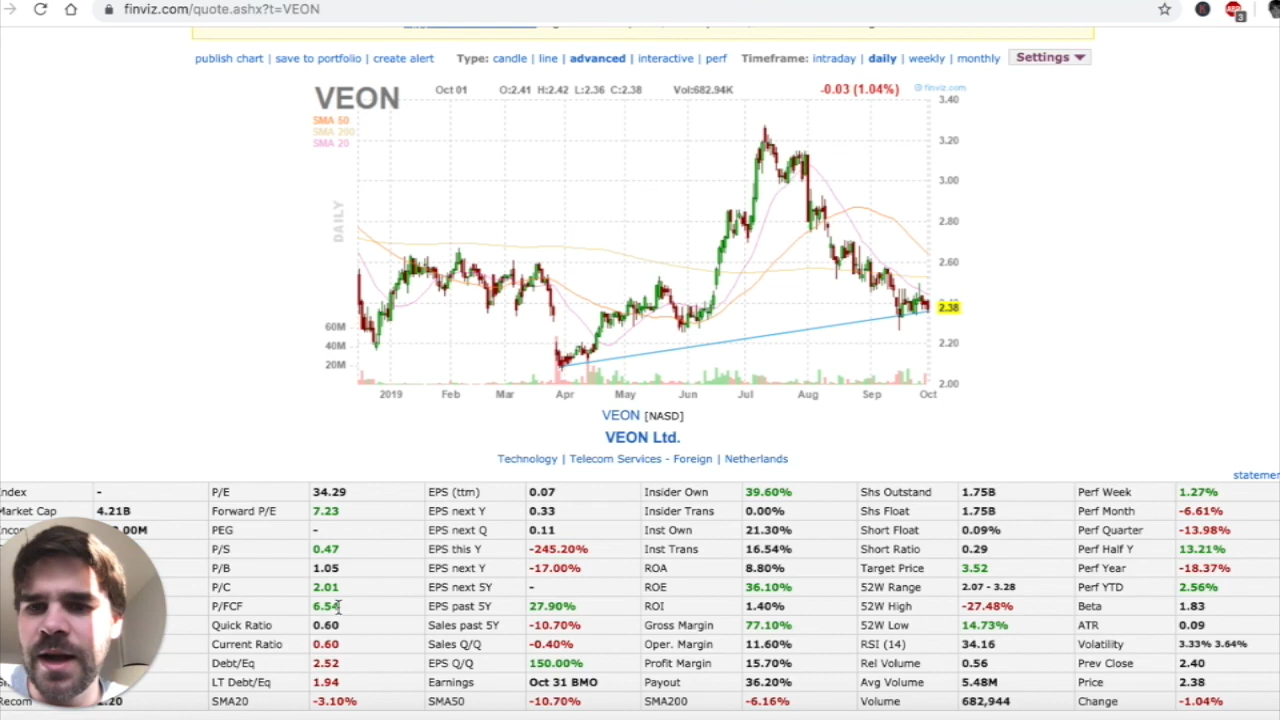 finviz.com/quote.ashx?t=VEON
3
publish chart | save to portfolio | create alert Type: candle | line | advanced | interactive | perf Timeframe: intraday | daily | weekly | monthly Settings
VEON Oct 01 O:2.41 H:2.42 L:2.36 C:2.38 Vol:682.94K -0.03 (1.04%) © finviz.com
SMA 50
SMA 200
SMA 20
DAILY
3.40
3.20
3.00
2.80
2.60
2.38
2.20
2.00
60M
40M
20M
2019 Feb Mar Apr May Jun Jul Aug Sep Oct
VEON [NASD]
VEON Ltd.
Technology | Telecom Services - Foreign | Netherlands
statemen
Index - P/E 34.29 EPS (ttm) 0.07 Insider Own 39.60% Shs Outstand 1.75B Perf Week 1.27%
Market Cap 4.21B Forward P/E 7.23 EPS next Y 0.33 Insider Trans 0.00% Shs Float 1.75B Perf Month -6.61%
.00M PEG - EPS next Q 0.11 Inst Own 21.30% Short Float 0.09% Perf Quarter -13.98%
P/S 0.47 EPS this Y -245.20% Inst Trans 16.54% Short Ratio 0.29 Perf Half Y 13.21%
P/B 1.05 EPS next Y -17.00% ROA 8.80% Target Price 3.52 Perf Year -18.37%
P/C 2.01 EPS next 5Y - ROE 36.10% 52W Range 2.07 - 3.28 Perf YTD 2.56%
P/FCF 6.54 EPS past 5Y 27.90% ROI 1.40% 52W High -27.48% Beta 1.83
Quick Ratio 0.60 Sales past 5Y -10.70% Gross Margin 77.10% 52W Low 14.73% ATR 0.09
Current Ratio 0.60 Sales Q/Q -0.40% Oper. Margin 11.60% RSI (14) 34.16 Volatility 3.33% 3.64%
Debt/Eq 2.52 EPS Q/Q 150.00% Profit Margin 15.70% Rel Volume 0.56 Prev Close 2.40
LT Debt/Eq 1.94 Earnings Oct 31 BMO Payout 36.20% Avg Volume 5.48M Price 2.38
Recom .20 SMA20 -3.10% SMA50 -10.70% SMA200 -6.16% Volume 682,944 Change -1.04%